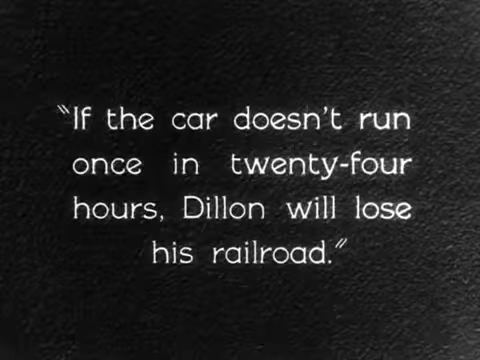 "If the car doesn't run
once in twenty-four
hours, Dillon will lose
his railroad."